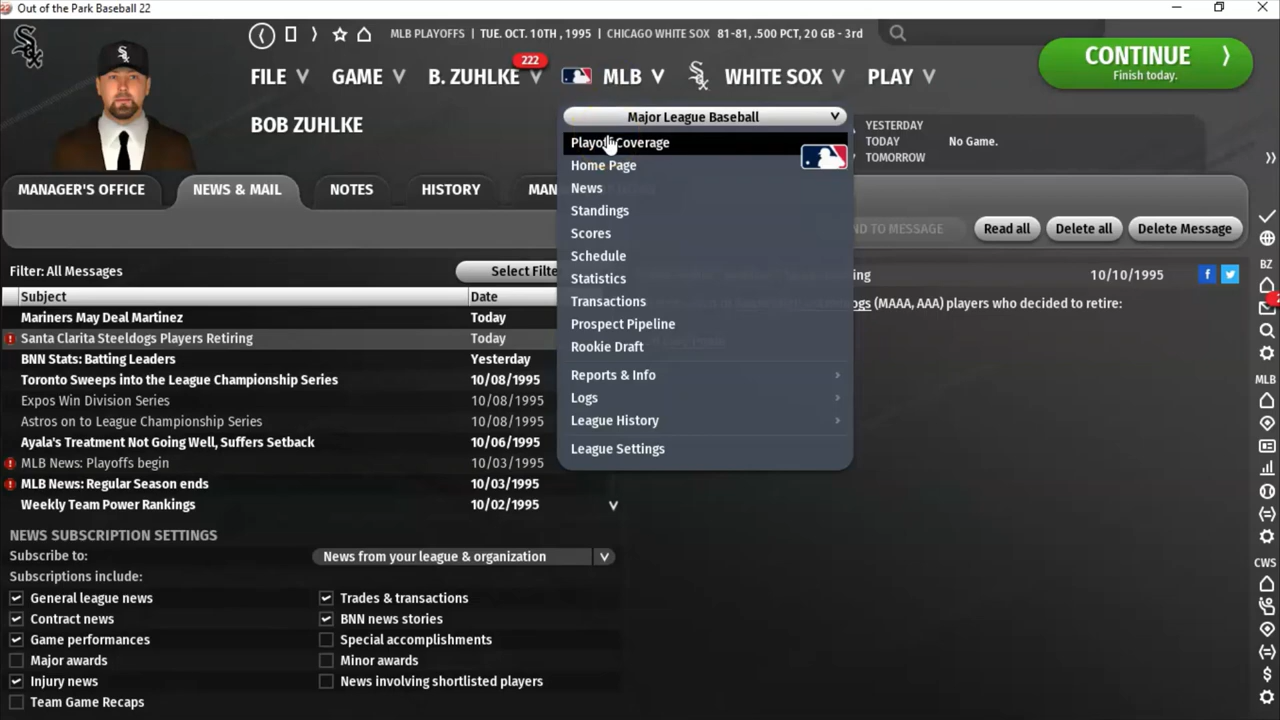 Out of the Park Baseball 22
MLB PLAYOFFS | TUE. OCT. 10TH , 1995 | CHICAGO WHITE SOX 81-81, .500 PCT, 20 GB - 3rd
CONTINUE
Finish today.
222
FILE GAME B. ZUHLKE MLB WHITE SOX PLAY
BOB ZUHLKE
Major League Baseball
Playoff Coverage
Home Page
News
Standings
Scores
Schedule
Statistics
Transactions
Prospect Pipeline
Rookie Draft
Reports & Info
Logs
League History
League Settings
YESTERDAY
TODAY No Game.
TOMORROW
MANAGER'S OFFICE NEWS & MAIL NOTES HISTORY MAN
ND TO MESSAGE Read all Delete all Delete Message
Filter: All Messages Select Filte
ing 10/10/1995
Subject Date
(MAAA, AAA) players who decided to retire:
Mariners May Deal Martinez Today
Santa Clarita Steeldogs Players Retiring Today
BNN Stats: Batting Leaders Yesterday
Toronto Sweeps into the League Championship Series 10/08/1995
Expos Win Division Series 10/08/1995
Astros on to League Championship Series 10/08/1995
Ayala's Treatment Not Going Well, Suffers Setback 10/06/1995
MLB News: Playoffs begin 10/03/1995
MLB News: Regular Season ends 10/03/1995
Weekly Team Power Rankings 10/02/1995
NEWS SUBSCRIPTION SETTINGS
Subscribe to: News from your league & organization
Subscriptions include:
General league news Trades & transactions
Contract news BNN news stories
Game performances Special accomplishments
Major awards Minor awards
Injury news News involving shortlisted players
Team Game Recaps
BZ
MLB
CWS